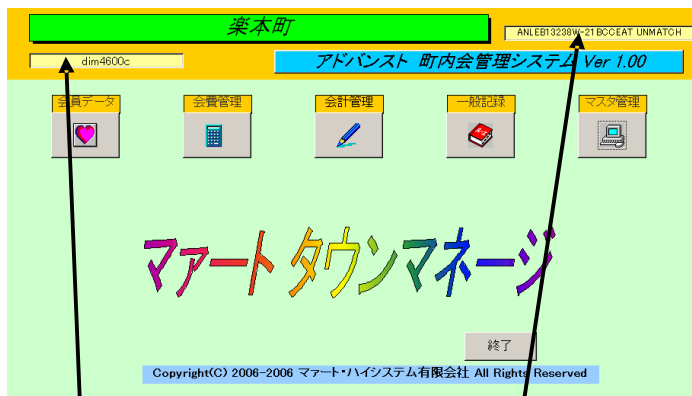 楽本町
ANLEB13238W-21BCCEAT UNMATCH
dim4600c
アドバンスト 町内会管理システム Ver 1.00
会員データ
会費管理
会計管理
一般記録
マスタ管理
マァート タウンマネージ
終了
Copyright(C) 2006-2006 マァート・ハイシステム有限会社 All Rights Reserved